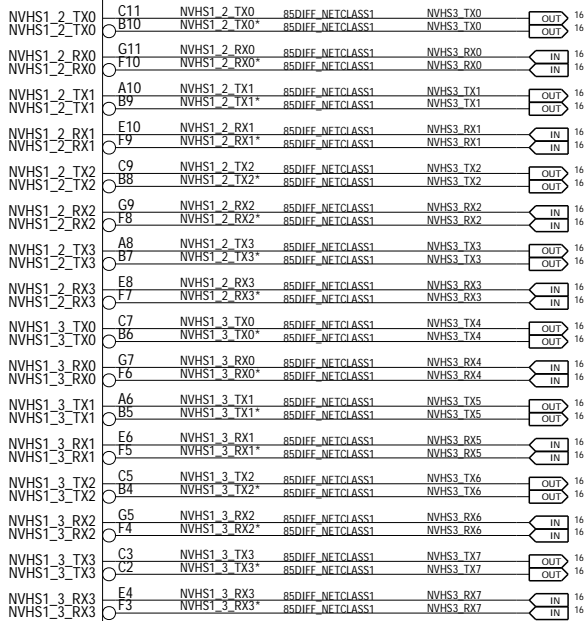 NVHS1_2_TX0 C11 NVHS1_2_TX0 85DIFF_NETCLASS1 NVHS3_TX0 OUT 16
NVHS1_2_TX0 B10 NVHS1_2_TX0* 85DIFF_NETCLASS1 NVHS3_TX0 OUT 16
NVHS1_2_RX0 G11 NVHS1_2_RX0 85DIFF_NETCLASS1 NVHS3_RX0 IN 16
NVHS1_2_RX0 F10 NVHS1_2_RX0* 85DIFF_NETCLASS1 NVHS3_RX0 IN 16
NVHS1_2_TX1 A10 NVHS1_2_TX1 85DIFF_NETCLASS1 NVHS3_TX1 OUT 16
NVHS1_2_TX1 B9 NVHS1_2_TX1* 85DIFF_NETCLASS1 NVHS3_TX1 OUT 16
NVHS1_2_RX1 E10 NVHS1_2_RX1 85DIFF_NETCLASS1 NVHS3_RX1 IN 16
NVHS1_2_RX1 F9 NVHS1_2_RX1* 85DIFF_NETCLASS1 NVHS3_RX1 IN 16
NVHS1_2_TX2 C9 NVHS1_2_TX2 85DIFF_NETCLASS1 NVHS3_TX2 OUT 16
NVHS1_2_TX2 B8 NVHS1_2_TX2* 85DIFF_NETCLASS1 NVHS3_TX2 OUT 16
NVHS1_2_RX2 G9 NVHS1_2_RX2 85DIFF_NETCLASS1 NVHS3_RX2 IN 16
NVHS1_2_RX2 F8 NVHS1_2_RX2* 85DIFF_NETCLASS1 NVHS3_RX2 IN 16
NVHS1_2_TX3 A8 NVHS1_2_TX3 85DIFF_NETCLASS1 NVHS3_TX3 OUT 16
NVHS1_2_TX3 B7 NVHS1_2_TX3* 85DIFF_NETCLASS1 NVHS3_TX3 OUT 16
NVHS1_2_RX3 E8 NVHS1_2_RX3 85DIFF_NETCLASS1 NVHS3_RX3 IN 16
NVHS1_2_RX3 F7 NVHS1_2_RX3* 85DIFF_NETCLASS1 NVHS3_RX3 IN 16
NVHS1_3_TX0 C7 NVHS1_3_TX0 85DIFF_NETCLASS1 NVHS3_TX4 OUT 16
NVHS1_3_TX0 B6 NVHS1_3_TX0* 85DIFF_NETCLASS1 NVHS3_TX4 OUT 16
NVHS1_3_RX0 G7 NVHS1_3_RX0 85DIFF_NETCLASS1 NVHS3_RX4 IN 16
NVHS1_3_RX0 F6 NVHS1_3_RX0* 85DIFF_NETCLASS1 NVHS3_RX4 IN 16
NVHS1_3_TX1 A6 NVHS1_3_TX1 85DIFF_NETCLASS1 NVHS3_TX5 OUT 16
NVHS1_3_TX1 B5 NVHS1_3_TX1* 85DIFF_NETCLASS1 NVHS3_TX5 OUT 16
NVHS1_3_RX1 E6 NVHS1_3_RX1 85DIFF_NETCLASS1 NVHS3_RX5 IN 16
NVHS1_3_RX1 F5 NVHS1_3_RX1* 85DIFF_NETCLASS1 NVHS3_RX5 IN 16
NVHS1_3_TX2 C5 NVHS1_3_TX2 85DIFF_NETCLASS1 NVHS3_TX6 OUT 16
NVHS1_3_TX2 B4 NVHS1_3_TX2* 85DIFF_NETCLASS1 NVHS3_TX6 OUT 16
NVHS1_3_RX2 G5 NVHS1_3_RX2 85DIFF_NETCLASS1 NVHS3_RX6 IN 16
NVHS1_3_RX2 F4 NVHS1_3_RX2* 85DIFF_NETCLASS1 NVHS3_RX6 IN 16
NVHS1_3_TX3 C3 NVHS1_3_TX3 85DIFF_NETCLASS1 NVHS3_TX7 OUT 16
NVHS1_3_TX3 C2 NVHS1_3_TX3* 85DIFF_NETCLASS1 NVHS3_TX7 OUT 16
NVHS1_3_RX3 E4 NVHS1_3_RX3 85DIFF_NETCLASS1 NVHS3_RX7 IN 16
NVHS1_3_RX3 F3 NVHS1_3_RX3* 85DIFF_NETCLASS1 NVHS3_RX7 IN 16